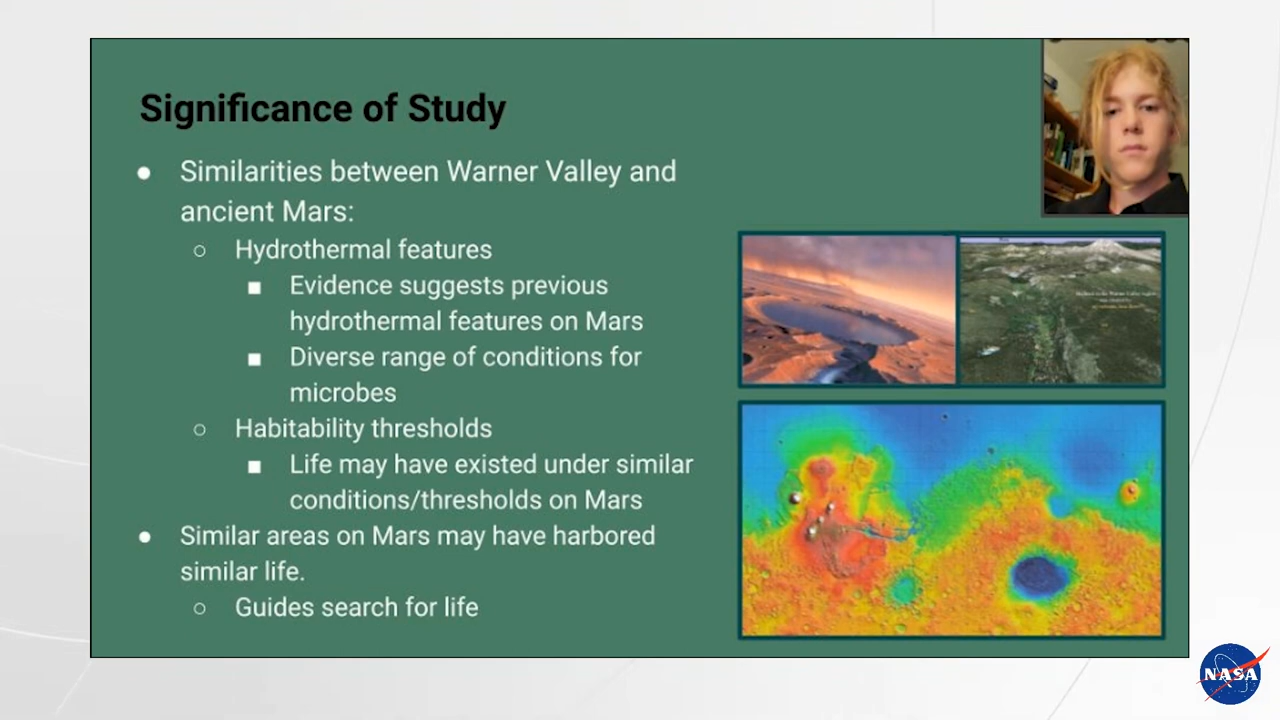 Significance of Study
● Similarities between Warner Valley and
ancient Mars:
○ Hydrothermal features
■ Evidence suggests previous
hydrothermal features on Mars
■ Diverse range of conditions for
microbes
○ Habitability thresholds
■ Life may have existed under similar
conditions/thresholds on Mars
● Similar areas on Mars may have harbored
similar life.
○ Guides search for life
NASA